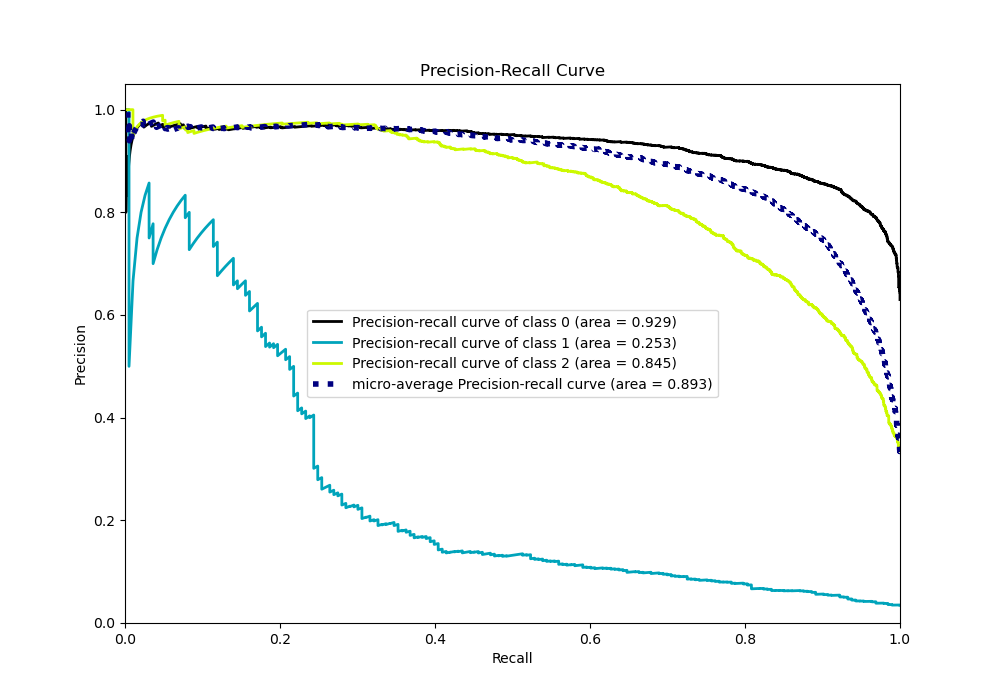 Precision-Recall Curve
1.0
0.8
0.6
0.4
0.2
0.0
Precision
Precision-recall curve of class 0 (area = 0.929)
Precision-recall curve of class 1 (area = 0.253)
Precision-recall curve of class 2 (area = 0.845)
micro-average Precision-recall curve (area = 0.893)
0.0 0.2 0.4 0.6 0.8 1.0
Recall